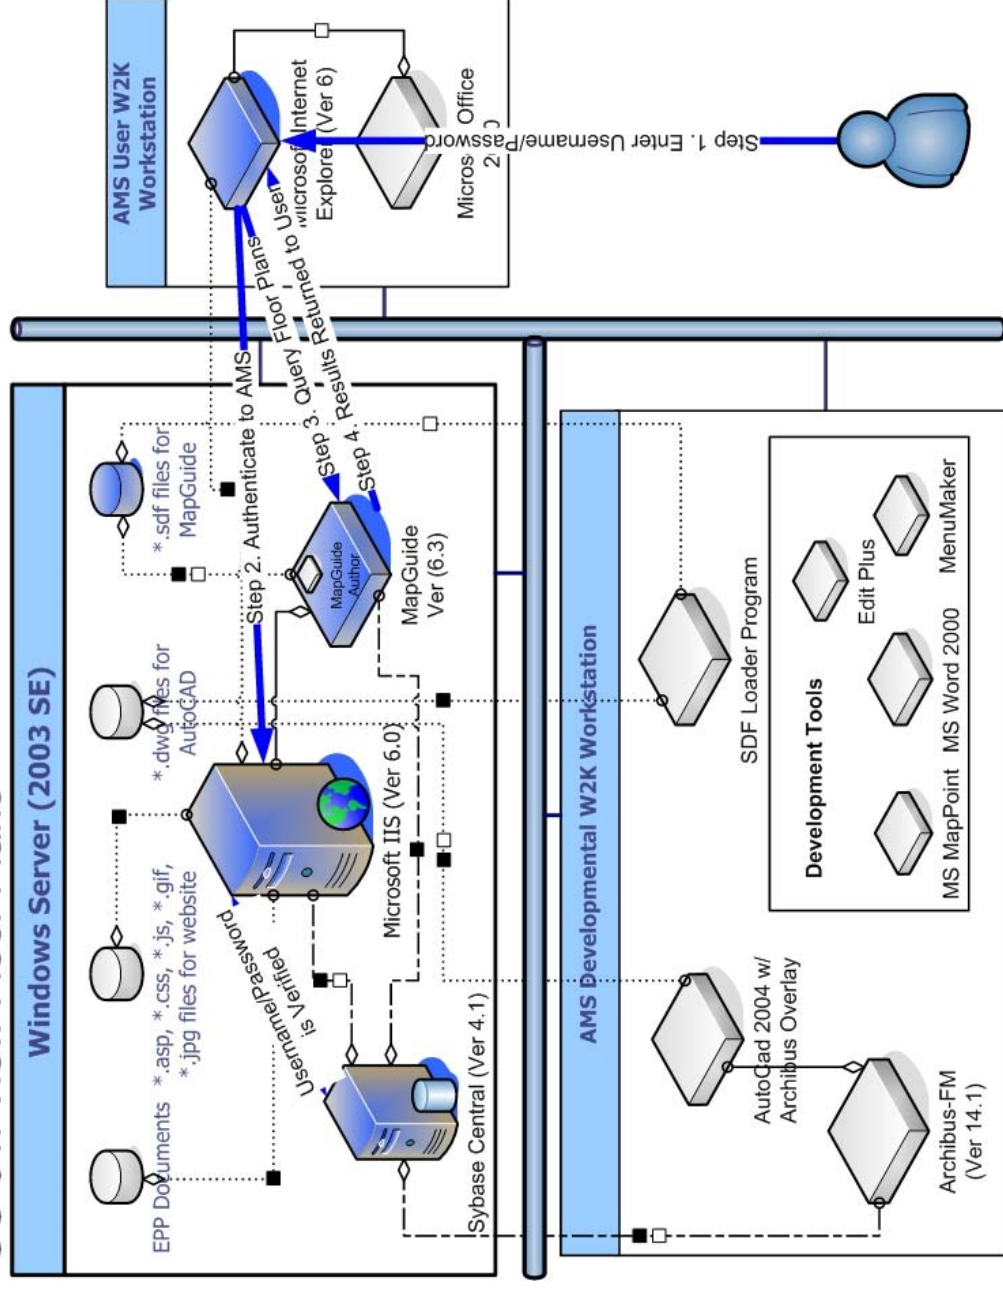 Windows Server (2003 SE)
EPP Documents
*.asp, *.css, *.js, *.gif,
*.jpg files for website
*.dwg files for
AutoCAD
*.sdf files for
MapGuide
Username/Password
is Verified
Step 2. Authenticate to AMS
MapGuide
Author
MapGuide
Ver (6.3)
Microsoft IIS (Ver 6.0)
Sybase Central (Ver 4.1)
Step 3. Query Floor Plans
Step 4. Results Returned to User
AMS User W2K
Workstation
Microsoft Internet
Explorer (Ver 6)
Office
Step 1. Enter Username/Password
AMS Developmental W2K Workstation
AutoCad 2004 w/
Archibus Overlay
Archibus-FM
(Ver 14.1)
SDF Loader Program
Development Tools
Edit Plus
MS MapPoint
MS Word 2000
MenuMaker